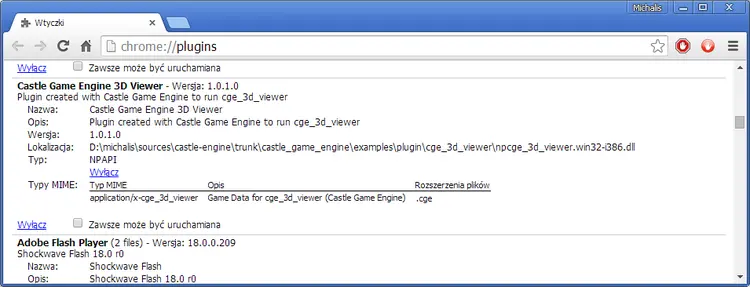 Michalis
Wtyczki
chrome://plugins
Wyłącz Zawsze może być uruchamiana
Castle Game Engine 3D Viewer - Wersja: 1.0.1.0
Plugin created with Castle Game Engine to run cge_3d_viewer
Nazwa: Castle Game Engine 3D Viewer
Opis: Plugin created with Castle Game Engine to run cge_3d_viewer
Wersja: 1.0.1.0
Lokalizacja: D:\michalis\sources\castle-engine\trunk\castle_game_engine\examples\plugin\cge_3d_viewer\npcge_3d_viewer.win32-i386.dll
Typ: NPAPI
Wyłącz
Typy MIME: Typ MIME Opis Rozszerzenia plików
application/x-cge_3d_viewer Game Data for cge_3d_viewer (Castle Game Engine) .cge
Wyłącz Zawsze może być uruchamiana
Adobe Flash Player (2 files) - Wersja: 18.0.0.209
Shockwave Flash 18.0 r0
Nazwa: Shockwave Flash
Opis: Shockwave Flash 18.0 r0